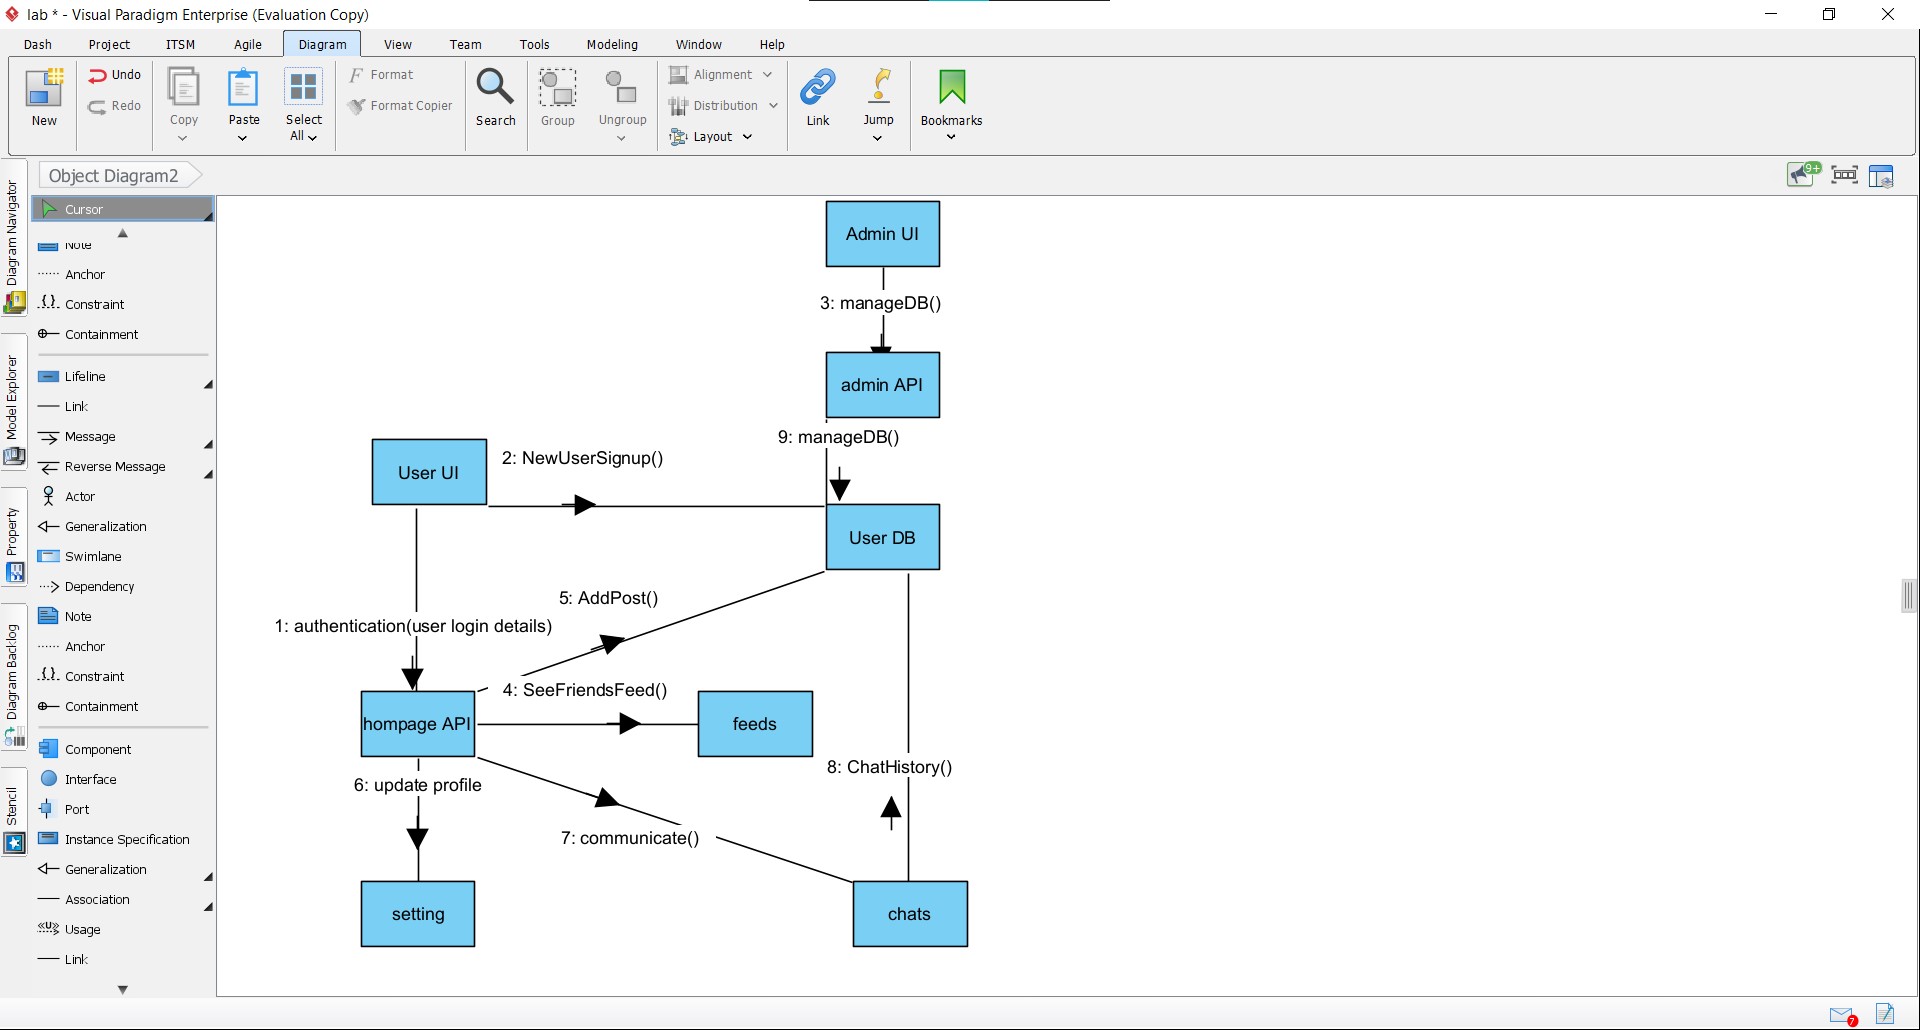 lab * - Visual Paradigm Enterprise (Evaluation Copy)
Dash Project ITSM Agile Diagram View Team Tools Modeling Window Help
New
Undo
Redo
Copy
Paste
Select
All
Format
Format Copier
Search
Group
Ungroup
Alignment
Distribution
Layout
Link
Jump
Bookmarks
Object Diagram2
9+
Diagram Navigator
Model Explorer
Property
Diagram Backlog
Stencil
Cursor
Note
Anchor
Constraint
Containment
Lifeline
Link
Message
Reverse Message
Actor
Generalization
Swimlane
Dependency
Note
Anchor
Constraint
Containment
Component
Interface
Port
Instance Specification
Generalization
Association
Usage
Link
Admin UI
3: manageDB()
admin API
9: manageDB()
User UI
2: NewUserSignup()
User DB
5: AddPost()
1: authentication(user login details)
4: SeeFriendsFeed()
hompage API
feeds
8: ChatHistory()
6: update profile
7: communicate()
setting
chats
7